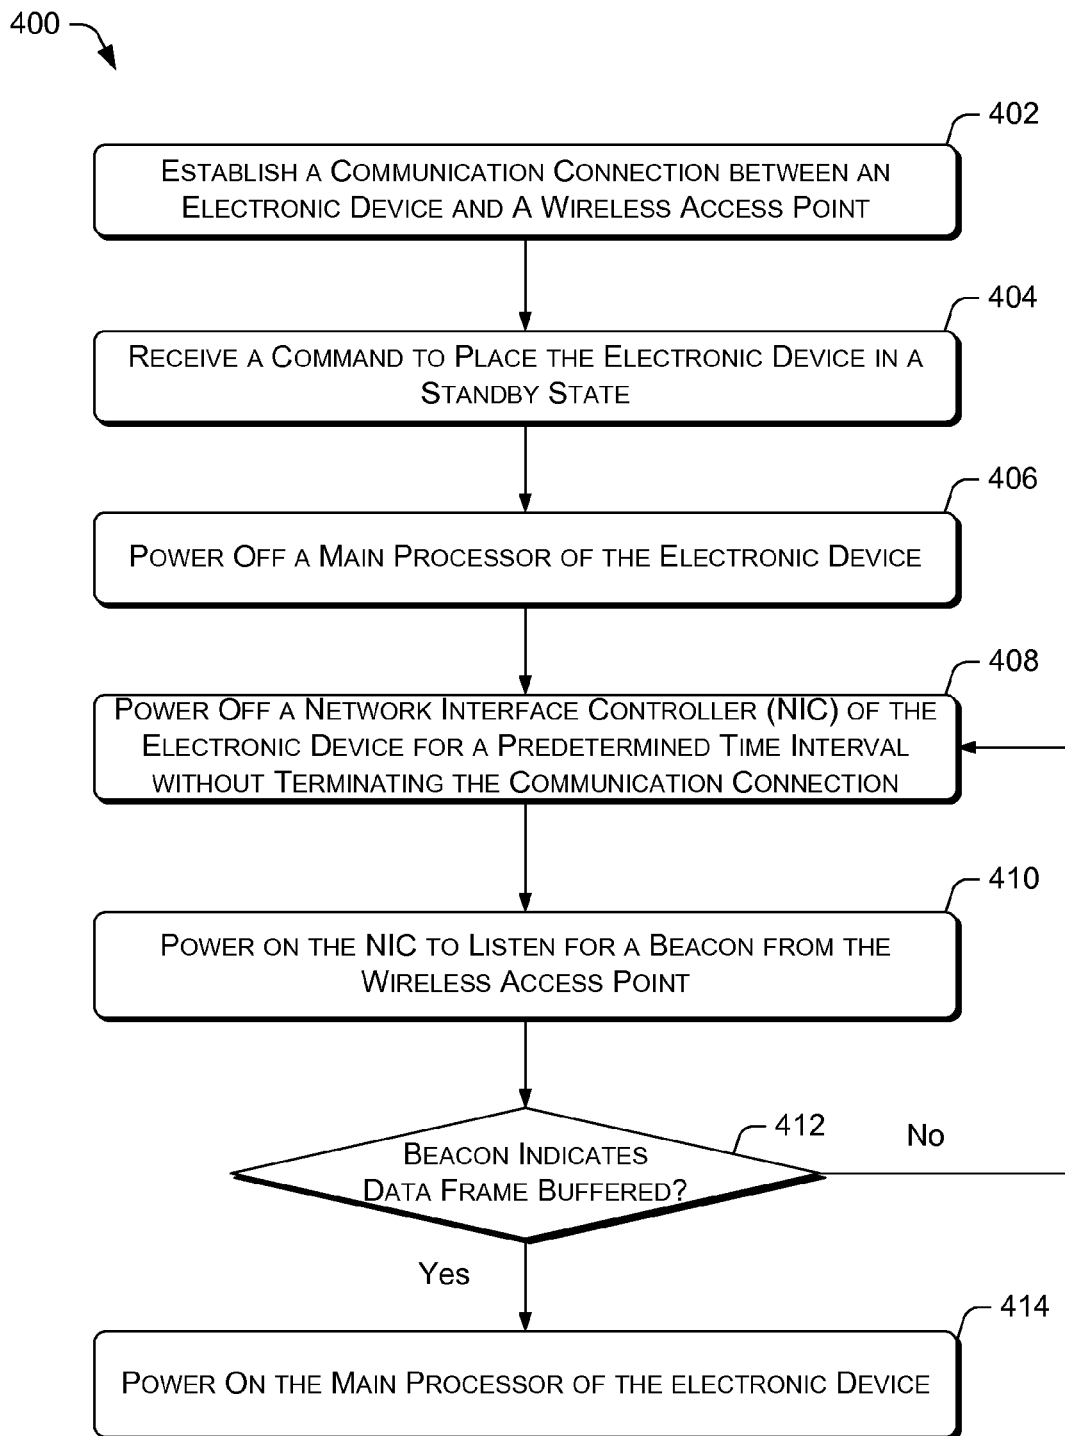 400
402
ESTABLISH A COMMUNICATION CONNECTION BETWEEN AN
ELECTRONIC DEVICE AND A WIRELESS ACCESS POINT
404
RECEIVE A COMMAND TO PLACE THE ELECTRONIC DEVICE IN A
STANDBY STATE
406
POWER OFF A MAIN PROCESSOR OF THE ELECTRONIC DEVICE
408
POWER OFF A NETWORK INTERFACE CONTROLLER (NIC) OF THE
ELECTRONIC DEVICE FOR A PREDETERMINED TIME INTERVAL
WITHOUT TERMINATING THE COMMUNICATION CONNECTION
410
POWER ON THE NIC TO LISTEN FOR A BEACON FROM THE
WIRELESS ACCESS POINT
412
No
BEACON INDICATES
DATA FRAME BUFFERED?
Yes
414
POWER ON THE MAIN PROCESSOR OF THE ELECTRONIC DEVICE